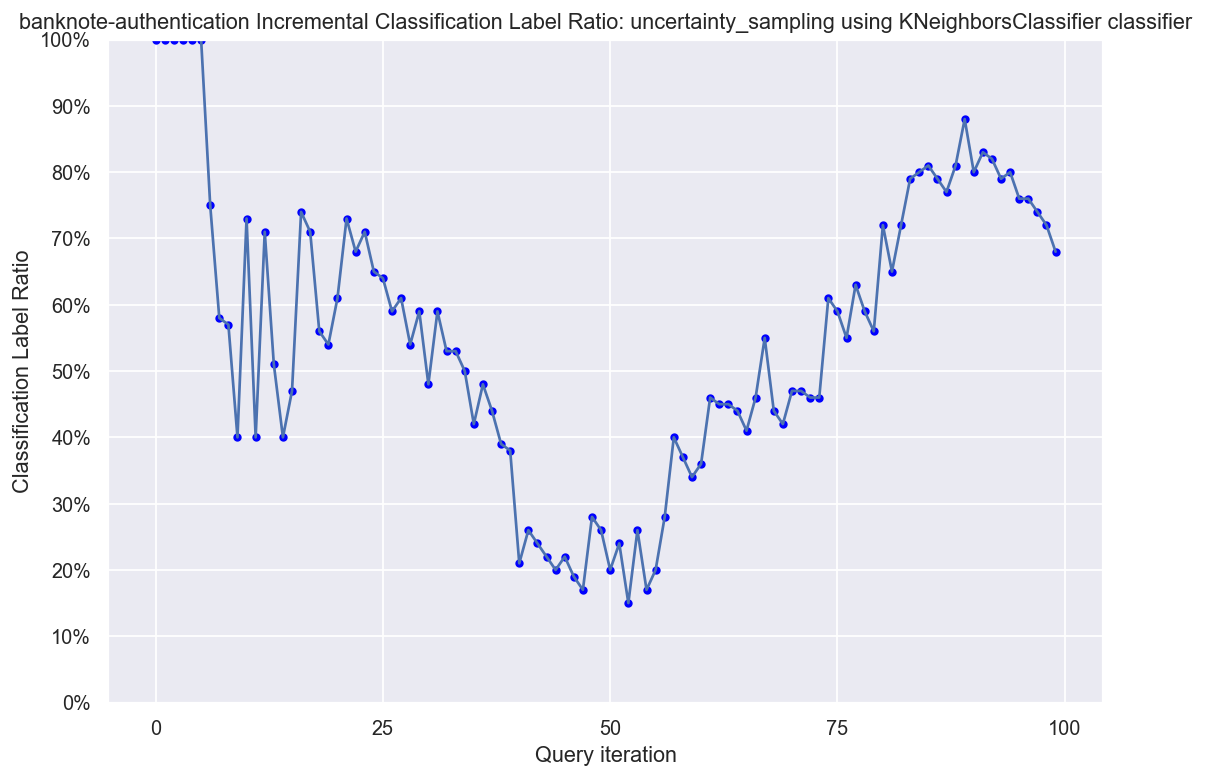 banknote-authentication Incremental Classification Label Ratio: uncertainty_sampling using KNeighborsClassifier classifier
100%
90%
80%
70%
60%
50%
40%
30%
20%
10%
0%
Classification Label Ratio
0 25 50 75 100
Query iteration